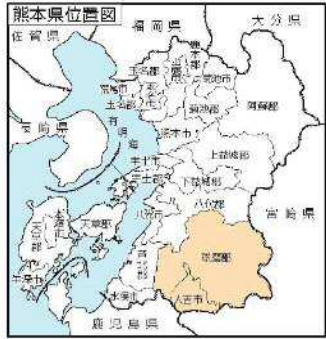 熊本県位置図
福岡県
大分県
佐賀県
玉名郡
菊池市
荒尾市
玉名市
菊池郡
阿蘇郡
長崎県
有明海
熊本市
宇土市
上益城郡
宇土郡
下益城郡
八代郡
宮崎県
八代市
本渡市
天草郡
天草郡
球磨郡
牛深市
水俣市
人吉市
鹿児島県